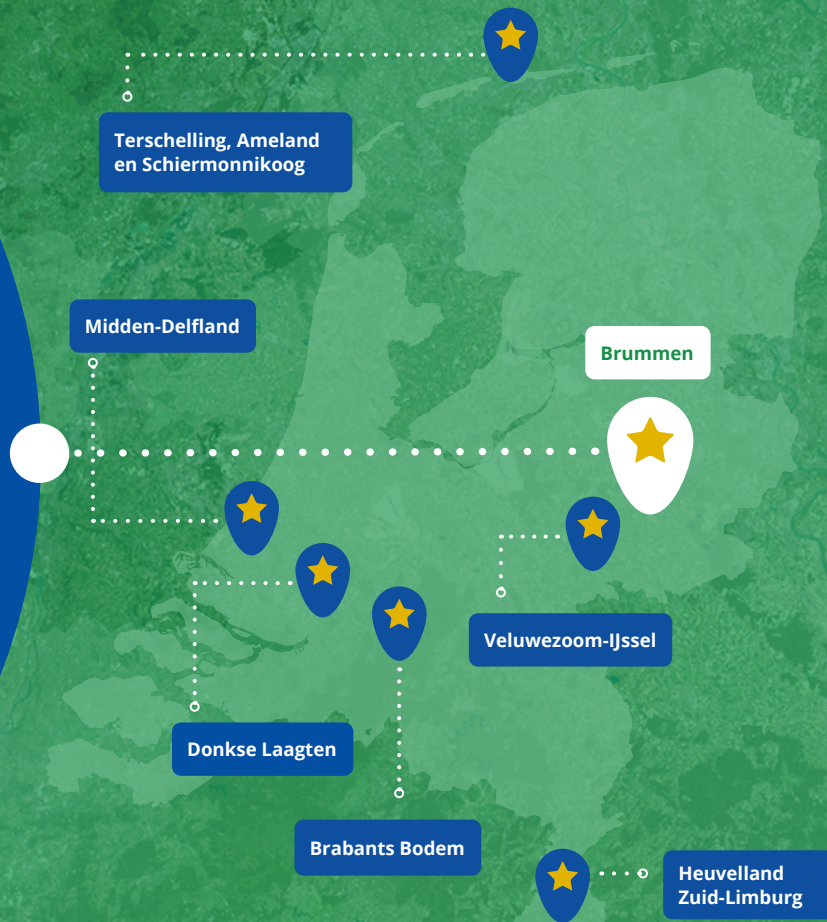 Terschelling, Ameland
en Schiermonnikoog
Midden-Delfland
Brummen
Veluwezoom-IJssel
Donkse Laagten
Brabants Bodem
Heuvelland
Zuid-Limburg